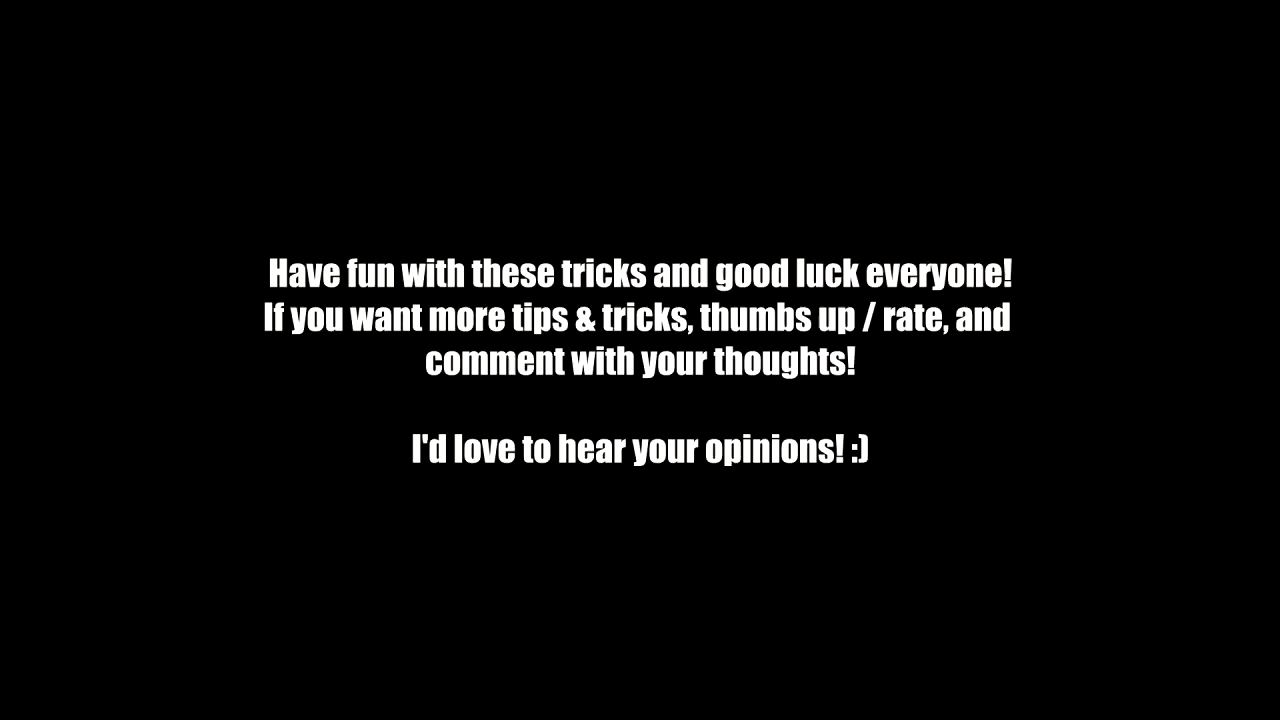 Have fun with these tricks and good luck everyone!
If you want more tips & tricks, thumbs up / rate, and
comment with your thoughts!
I'd love to hear your opinions! :)